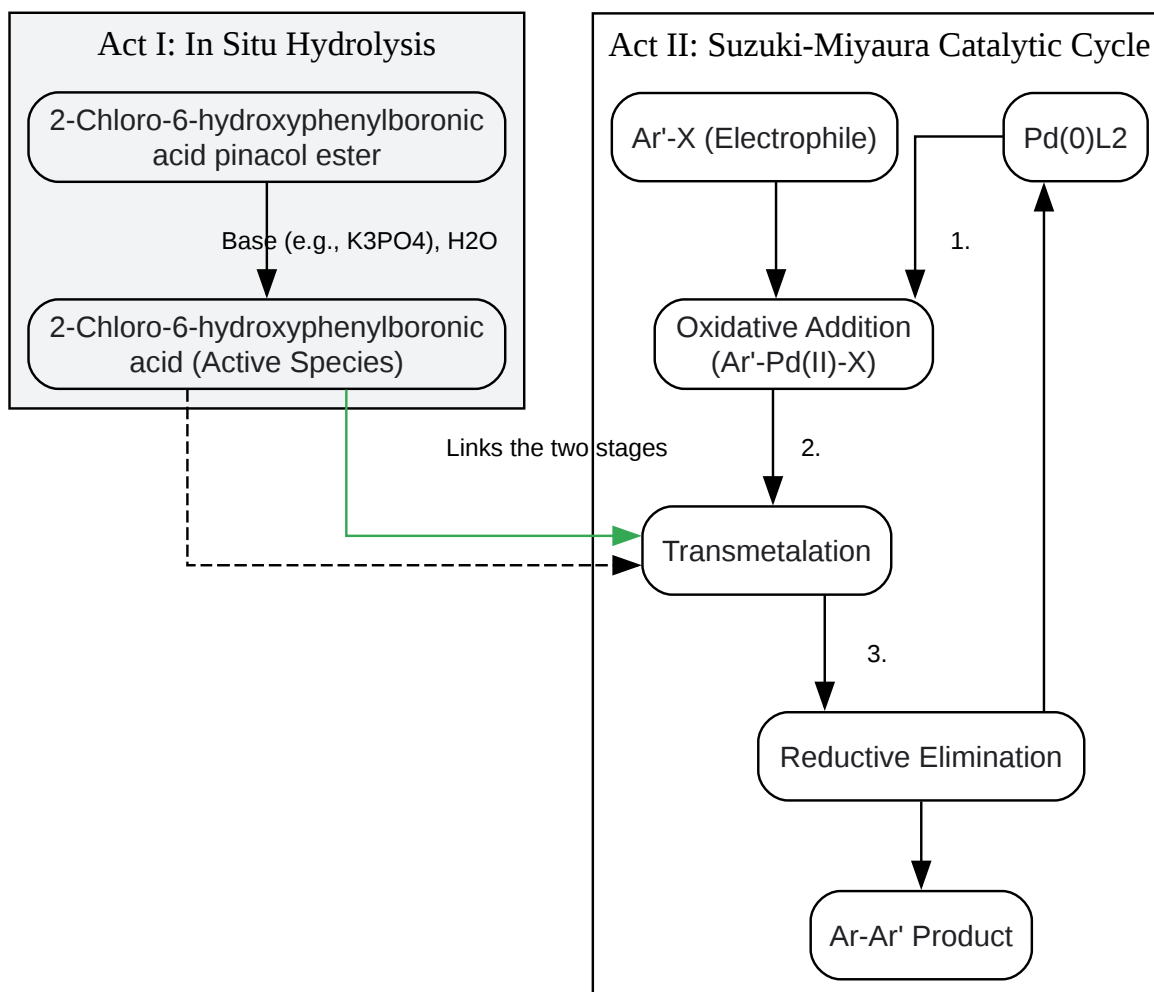 Act I: In Situ Hydrolysis
2-Chloro-6-hydroxyphenylboronic
acid pinacol ester
Base (e.g., K3PO4), H2O
2-Chloro-6-hydroxyphenylboronic
acid (Active Species)
Links the two stages
Act II: Suzuki-Miyaura Catalytic Cycle
Ar'-X (Electrophile)
Pd(0)L2
1.
Oxidative Addition
(Ar'-Pd(II)-X)
2.
Transmetalation
3.
Reductive Elimination
Ar-Ar' Product